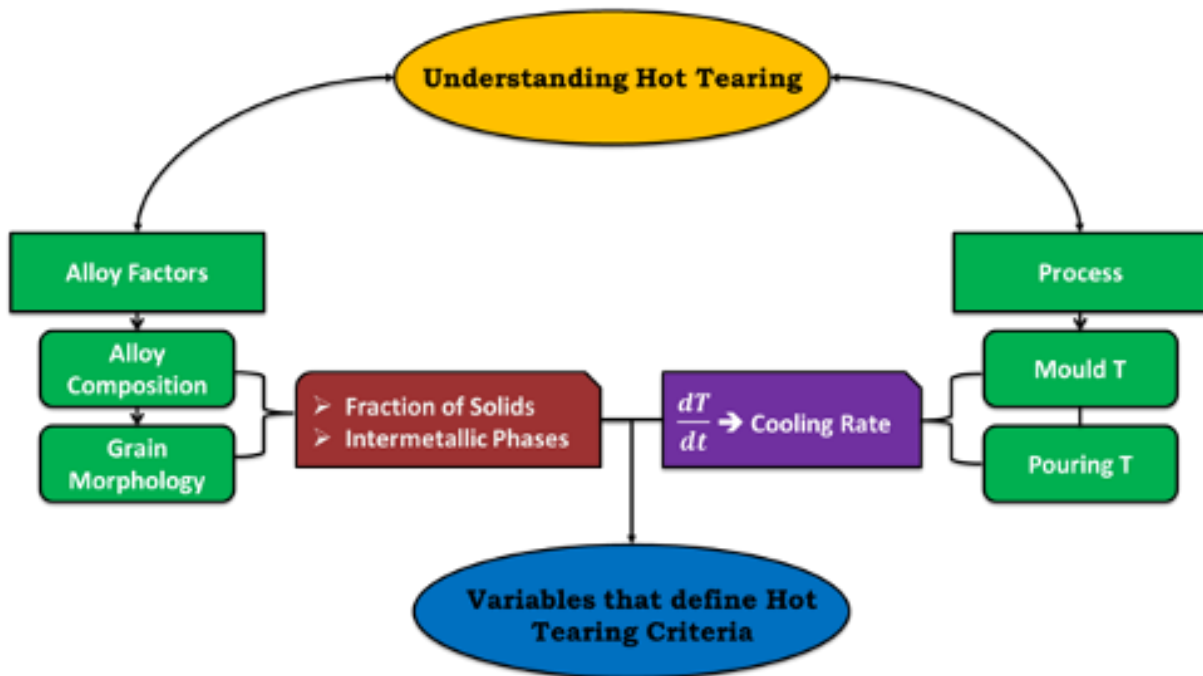 Understanding Hot Tearing
Alloy Factors
Process
Alloy
Composition
Mould T
➢ Fraction of Solids
➢ Intermetallic Phases
dT
dt
➔ Cooling Rate
Grain
Morphology
Pouring T
Variables that define Hot
Tearing Criteria